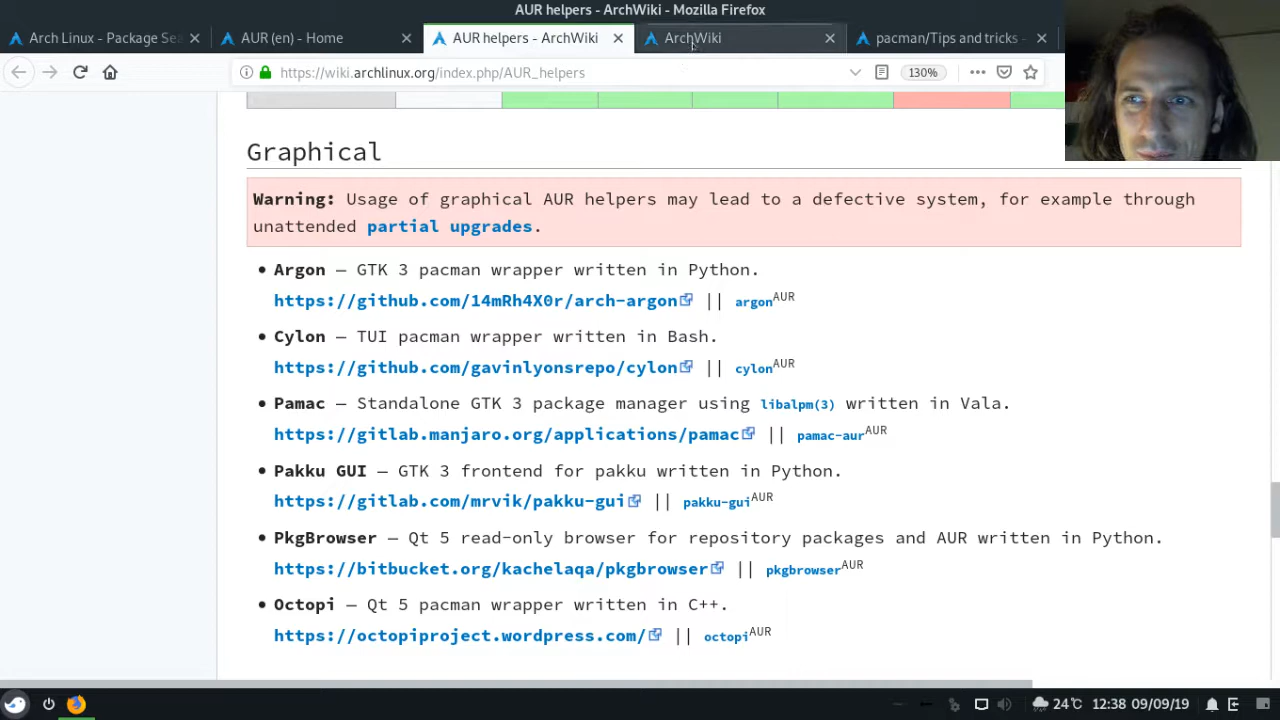 AUR helpers - ArchWiki - Mozilla Firefox
Arch Linux - Package Sea
AUR (en) - Home
AUR helpers - ArchWiki
ArchWiki
pacman/Tips and tricks -
https://wiki.archlinux.org/index.php/AUR_helpers
130%
Graphical
Warning: Usage of graphical AUR helpers may lead to a defective system, for example through
unattended partial upgrades.
• Argon — GTK 3 pacman wrapper written in Python.
https://github.com/14mRh4X0r/arch-argon || argonAUR
• Cylon — TUI pacman wrapper written in Bash.
https://github.com/gavinlyonsrepo/cylon || cylonAUR
• Pamac — Standalone GTK 3 package manager using libalpm(3) written in Vala.
https://gitlab.manjaro.org/applications/pamac || pamac-aurAUR
• Pakku GUI — GTK 3 frontend for pakku written in Python.
https://gitlab.com/mrvik/pakku-gui || pakku-guiAUR
• PkgBrowser — Qt 5 read-only browser for repository packages and AUR written in Python.
https://bitbucket.org/kachelaqa/pkgbrowser || pkgbrowserAUR
• Octopi — Qt 5 pacman wrapper written in C++.
https://octopiproject.wordpress.com/ || octopiAUR
24°C 12:38 09/09/19